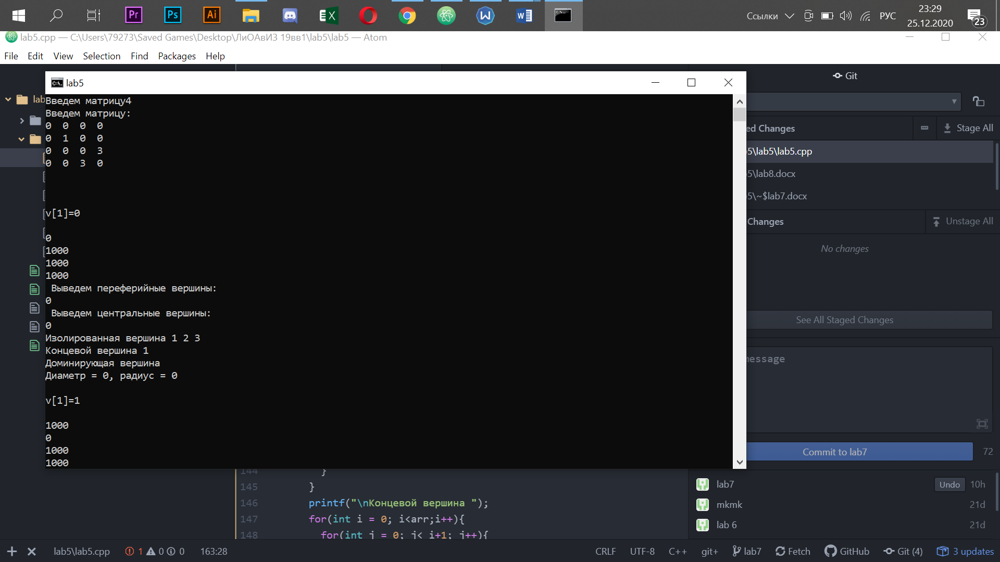 Pr Ps Ai
Ссылки РУС 23:29 25.12.2020 23
lab5.cpp — C:\Users\79273\Saved Games\Desktop\ЛиОАвИЗ 19вв1\lab5\lab5 — Atom
File Edit View Selection Find Packages Help
lab5
Git
lab
Введем матрицу4
Введем матрицу:
0 0 0 0
0 1 0 0
0 0 0 3
0 0 3 0
v[1]=0
0
1000
1000
1000
Выведем переферийные вершины:
0
Выведем центральные вершины:
0
Изолированная вершина 1 2 3
Концевой вершина 1
Доминирующая вершина
Диаметр = 0, радиус = 0
v[1]=1
1000
0
1000
1000
ed Changes Stage All
5\lab5\lab5.cpp
5\lab8.docx
5\~$lab7.docx
Changes Unstage All
No changes
See All Staged Changes
message
Commit to lab7 72
lab7 Undo 10h
mkmk 21d
lab 6 21d
144 }
145 }
146 printf("\nКонцевой вершина ");
147 for(int i = 0; i<arr;i++){
148 for(int j = 0; j< i+1; j++){
lab5\lab5.cpp 1 0 0 163:28 CRLF UTF-8 C++ git+ lab7 Fetch GitHub Git (4) 3 updates